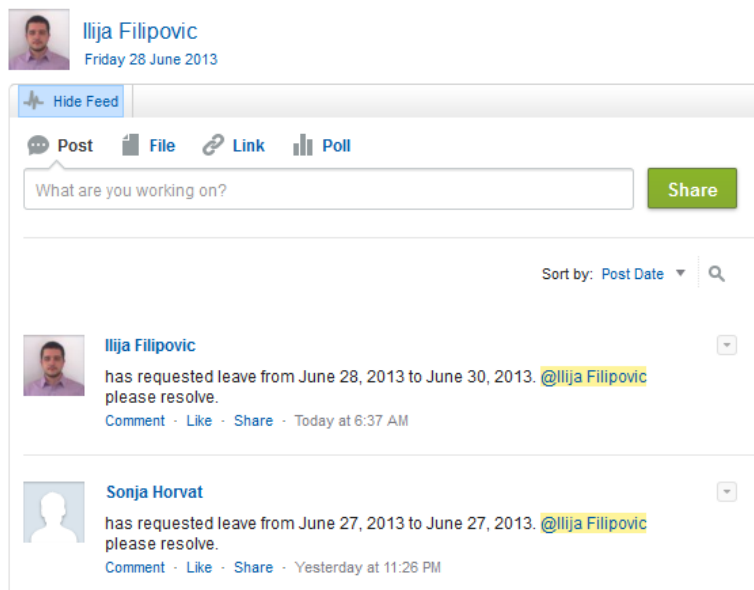 Ilija Filipovic
Friday 28 June 2013
Hide Feed
Post File Link Poll
What are you working on?
Share
Sort by: Post Date
Ilija Filipovic
has requested leave from June 28, 2013 to June 30, 2013. @Ilija Filipovic
please resolve.
Comment · Like · Share · Today at 6:37 AM
Sonja Horvat
has requested leave from June 27, 2013 to June 27, 2013. @Ilija Filipovic
please resolve.
Comment · Like · Share · Yesterday at 11:26 PM